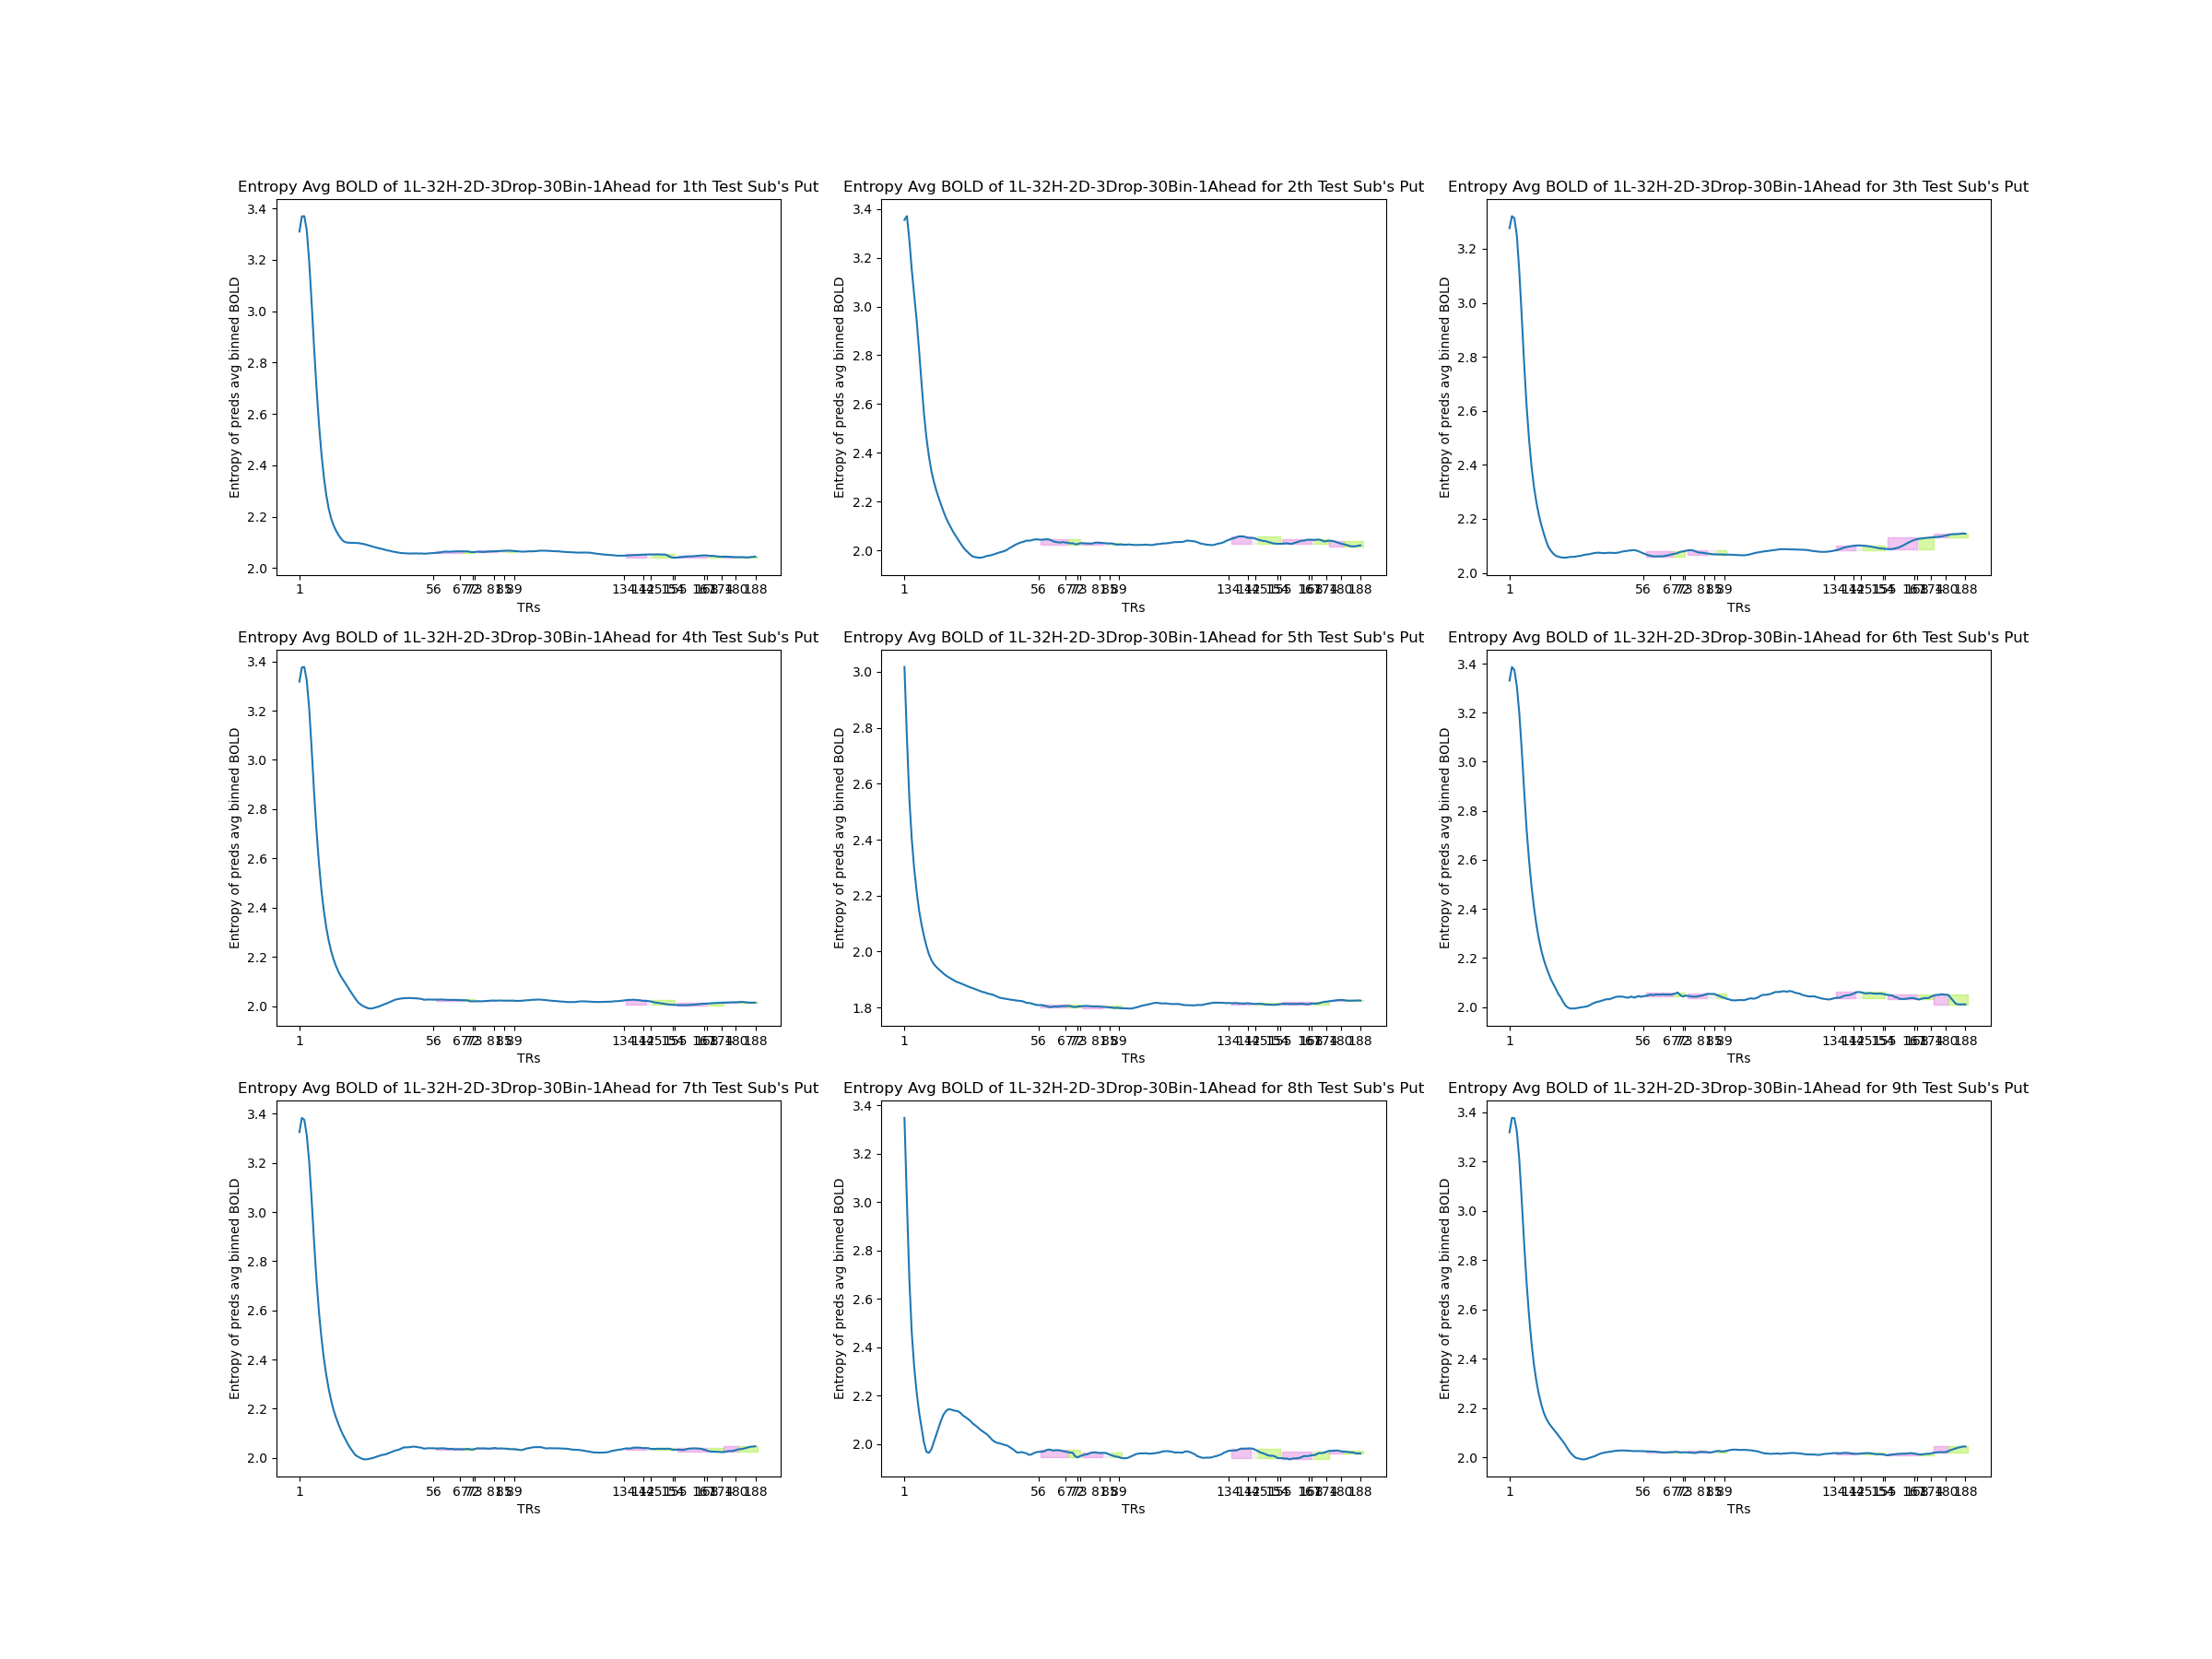 Entropy Avg BOLD of 1L-32H-2D-3Drop-30Bin-1Ahead for 1th Test Sub's Put
Entropy of preds avg binned BOLD
3.4
3.2
3.0
2.8
2.6
2.4
2.2
2.0
1 56 81 89 188
TRs
Entropy Avg BOLD of 1L-32H-2D-3Drop-30Bin-1Ahead for 2th Test Sub's Put
Entropy of preds avg binned BOLD
3.4
3.2
3.0
2.8
2.6
2.4
2.2
2.0
1 56 81 89 188
TRs
Entropy Avg BOLD of 1L-32H-2D-3Drop-30Bin-1Ahead for 3th Test Sub's Put
Entropy of preds avg binned BOLD
3.2
3.0
2.8
2.6
2.4
2.2
2.0
1 56 81 89 188
TRs
Entropy Avg BOLD of 1L-32H-2D-3Drop-30Bin-1Ahead for 4th Test Sub's Put
Entropy of preds avg binned BOLD
3.4
3.2
3.0
2.8
2.6
2.4
2.2
2.0
1 56 81 89 188
TRs
Entropy Avg BOLD of 1L-32H-2D-3Drop-30Bin-1Ahead for 5th Test Sub's Put
Entropy of preds avg binned BOLD
3.0
2.8
2.6
2.4
2.2
2.0
1.8
1 56 81 89 188
TRs
Entropy Avg BOLD of 1L-32H-2D-3Drop-30Bin-1Ahead for 6th Test Sub's Put
Entropy of preds avg binned BOLD
3.4
3.2
3.0
2.8
2.6
2.4
2.2
2.0
1 56 81 89 188
TRs
Entropy Avg BOLD of 1L-32H-2D-3Drop-30Bin-1Ahead for 7th Test Sub's Put
Entropy of preds avg binned BOLD
3.4
3.2
3.0
2.8
2.6
2.4
2.2
2.0
1 56 81 89 188
TRs
Entropy Avg BOLD of 1L-32H-2D-3Drop-30Bin-1Ahead for 8th Test Sub's Put
Entropy of preds avg binned BOLD
3.4
3.2
3.0
2.8
2.6
2.4
2.2
2.0
1 56 81 89 188
TRs
Entropy Avg BOLD of 1L-32H-2D-3Drop-30Bin-1Ahead for 9th Test Sub's Put
Entropy of preds avg binned BOLD
3.4
3.2
3.0
2.8
2.6
2.4
2.2
2.0
1 56 81 89 188
TRs